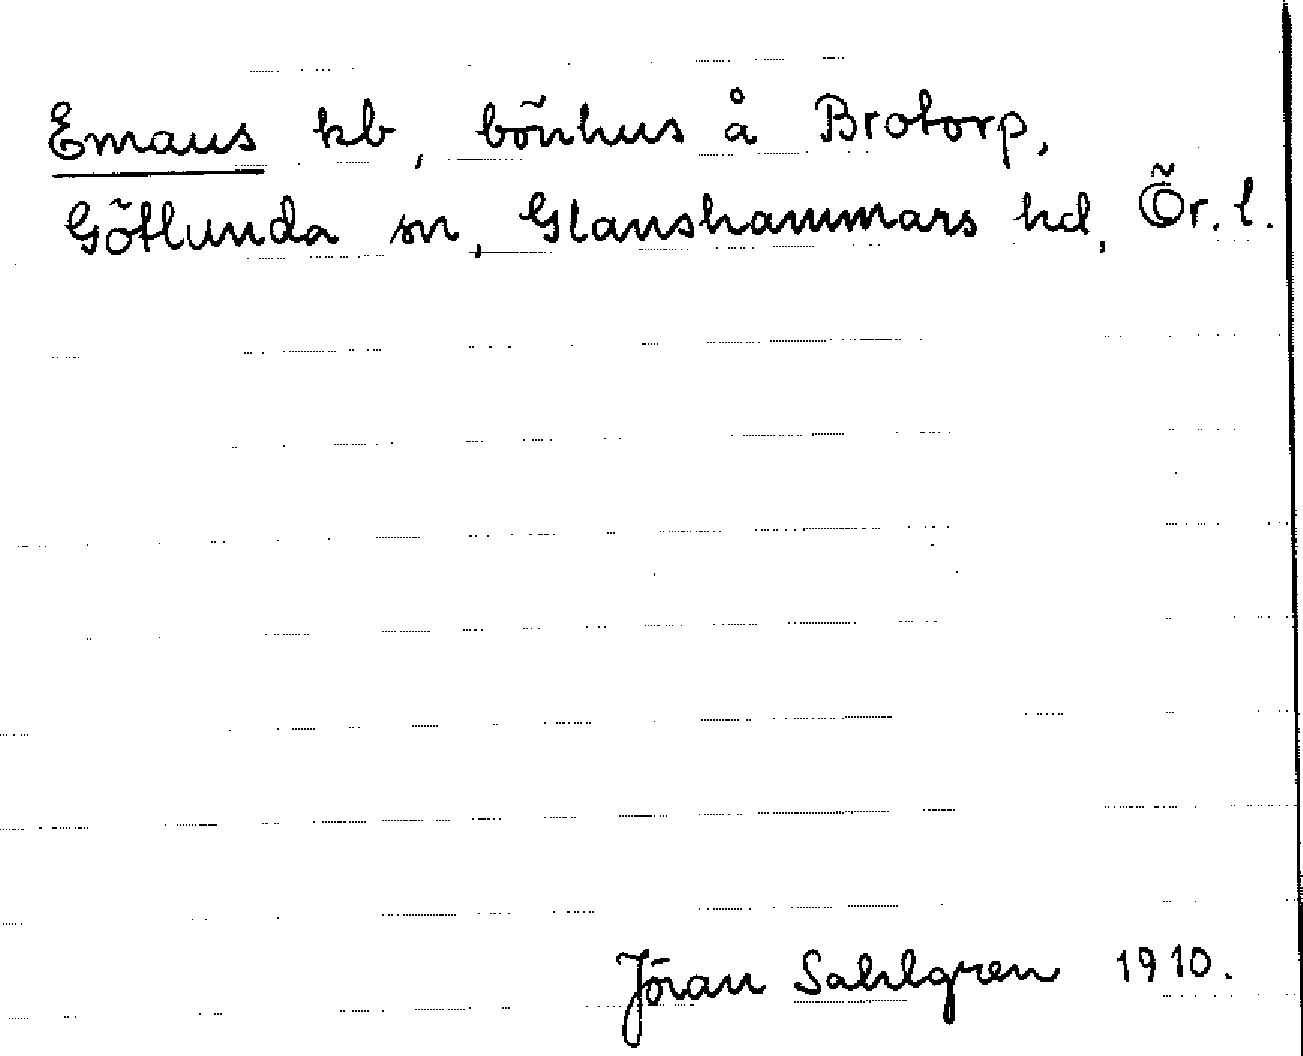 Emaus kb, bönhus å Brotorp,
Götlunda sn, Glanshammars hd, Ör. l.
Jöran Sahlgren 1910.